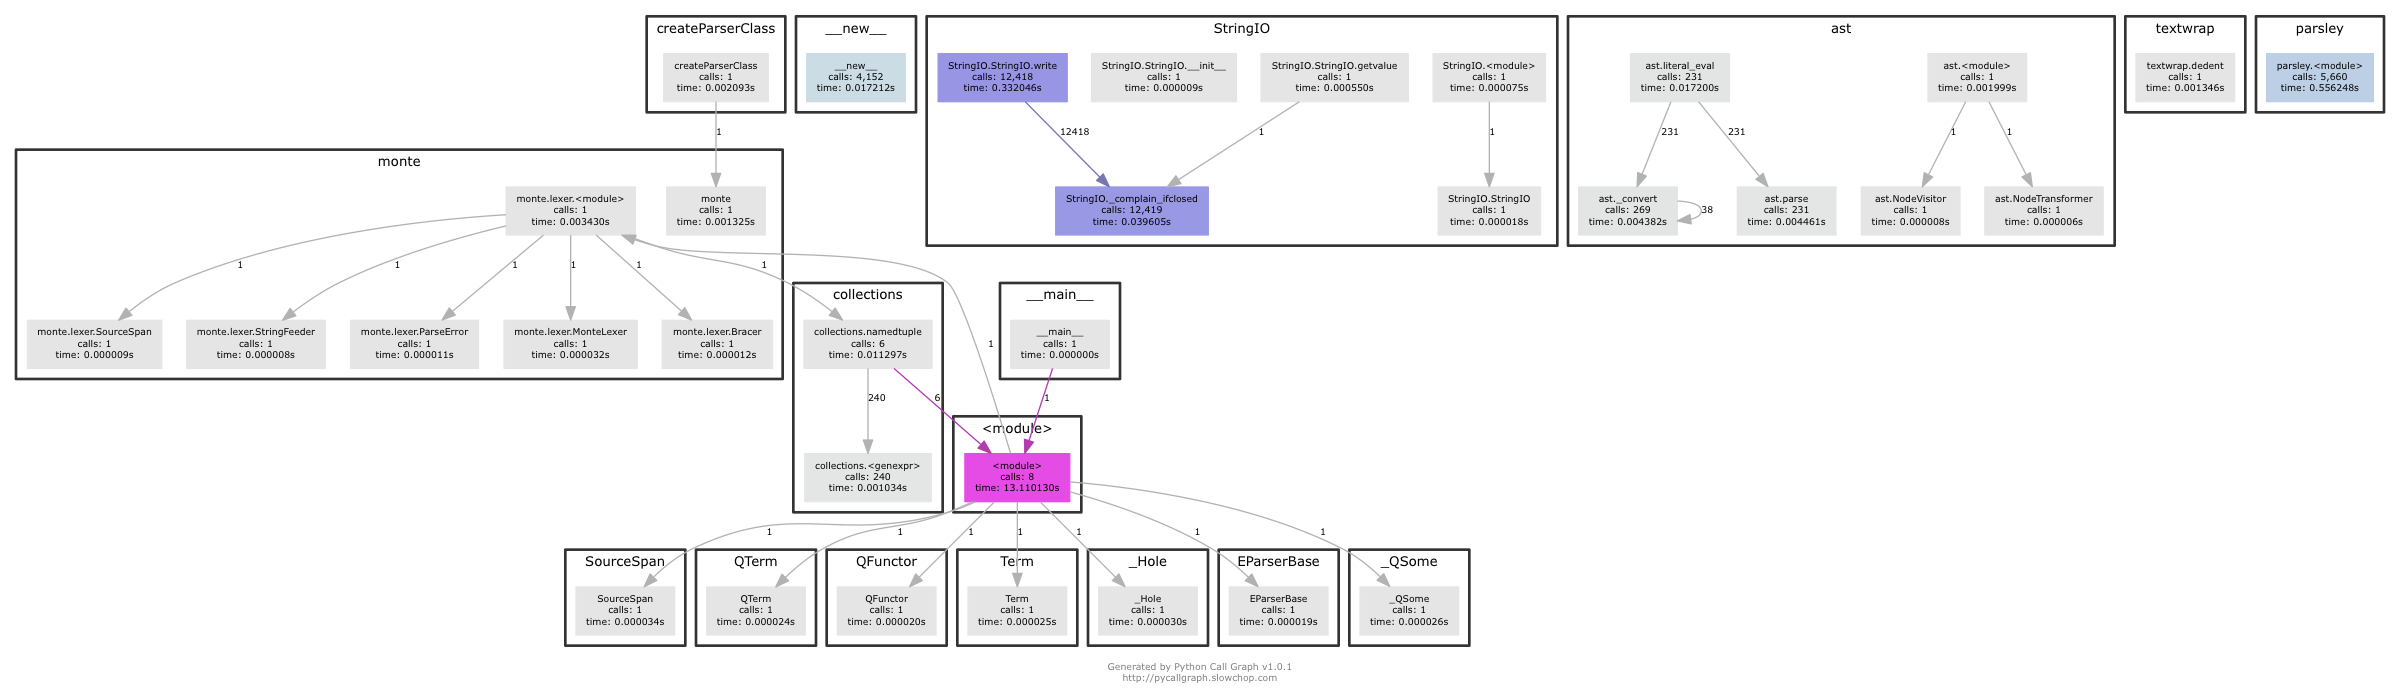 createParserClass
createParserClass
calls: 1
time: 0.002093s
1
__new__
__new__
calls: 4,152
time: 0.017212s
StringIO
StringIO.StringIO.write
calls: 12,418
time: 0.332046s
StringIO.StringIO.__init__
calls: 1
time: 0.000009s
StringIO.StringIO.getvalue
calls: 1
time: 0.000550s
StringIO.<module>
calls: 1
time: 0.000075s
12418
1
1
StringIO._complain_ifclosed
calls: 12,419
time: 0.039605s
StringIO.StringIO
calls: 1
time: 0.000018s
ast
ast.literal_eval
calls: 231
time: 0.017200s
ast.<module>
calls: 1
time: 0.001999s
231
231
1
1
ast._convert
calls: 269
time: 0.004382s
38
ast.parse
calls: 231
time: 0.004461s
ast.NodeVisitor
calls: 1
time: 0.000008s
ast.NodeTransformer
calls: 1
time: 0.000006s
textwrap
textwrap.dedent
calls: 1
time: 0.001346s
parsley
parsley.<module>
calls: 5,660
time: 0.556248s
monte
monte.lexer.<module>
calls: 1
time: 0.003430s
monte
calls: 1
time: 0.001325s
1
1
1
1
1
1
monte.lexer.SourceSpan
calls: 1
time: 0.000009s
monte.lexer.StringFeeder
calls: 1
time: 0.000008s
monte.lexer.ParseError
calls: 1
time: 0.000011s
monte.lexer.MonteLexer
calls: 1
time: 0.000032s
monte.lexer.Bracer
calls: 1
time: 0.000012s
collections
collections.namedtuple
calls: 6
time: 0.011297s
240
6
collections.<genexpr>
calls: 240
time: 0.001034s
__main__
__main__
calls: 1
time: 0.000000s
1
1
<module>
<module>
calls: 8
time: 13.110130s
1
1
1
1
1
1
1
SourceSpan
SourceSpan
calls: 1
time: 0.000034s
QTerm
QTerm
calls: 1
time: 0.000024s
QFunctor
QFunctor
calls: 1
time: 0.000020s
Term
Term
calls: 1
time: 0.000025s
_Hole
_Hole
calls: 1
time: 0.000030s
EParserBase
EParserBase
calls: 1
time: 0.000019s
_QSome
_QSome
calls: 1
time: 0.000026s
Generated by Python Call Graph v1.0.1
http://pycallgraph.slowchop.com